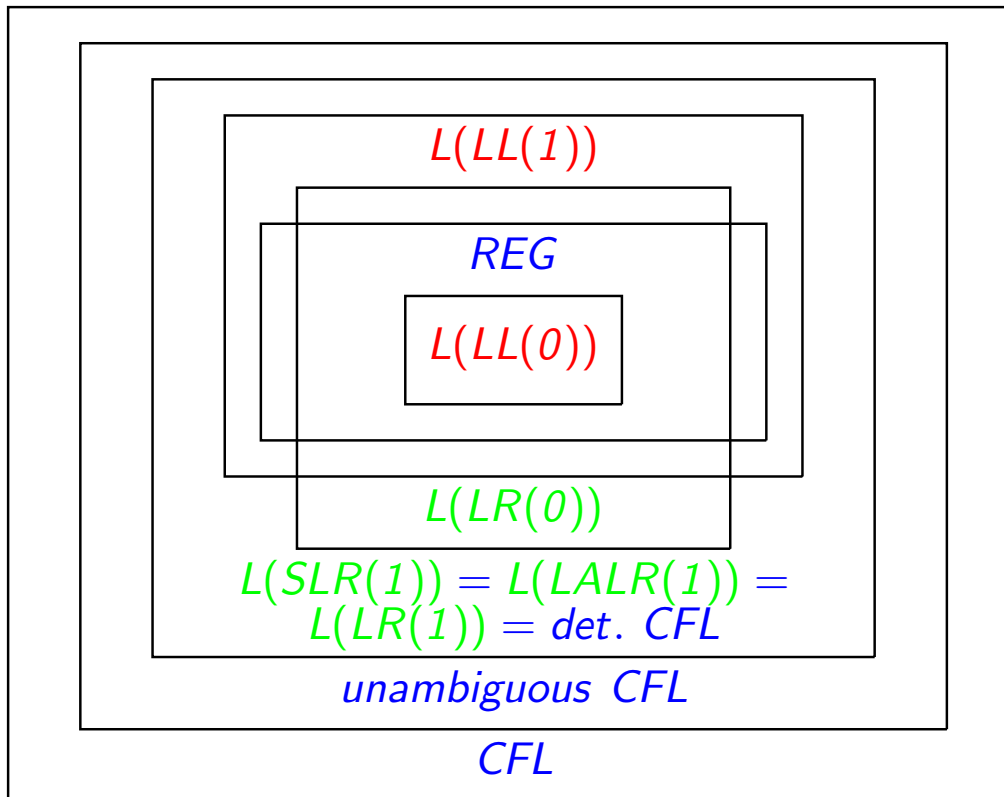 L(LL(1))
REG
L(LL(0))
L(LR(0))
L(SLR(1)) = L(LALR(1)) =
L(LR(1)) = det. CFL
unambiguous CFL
CFL